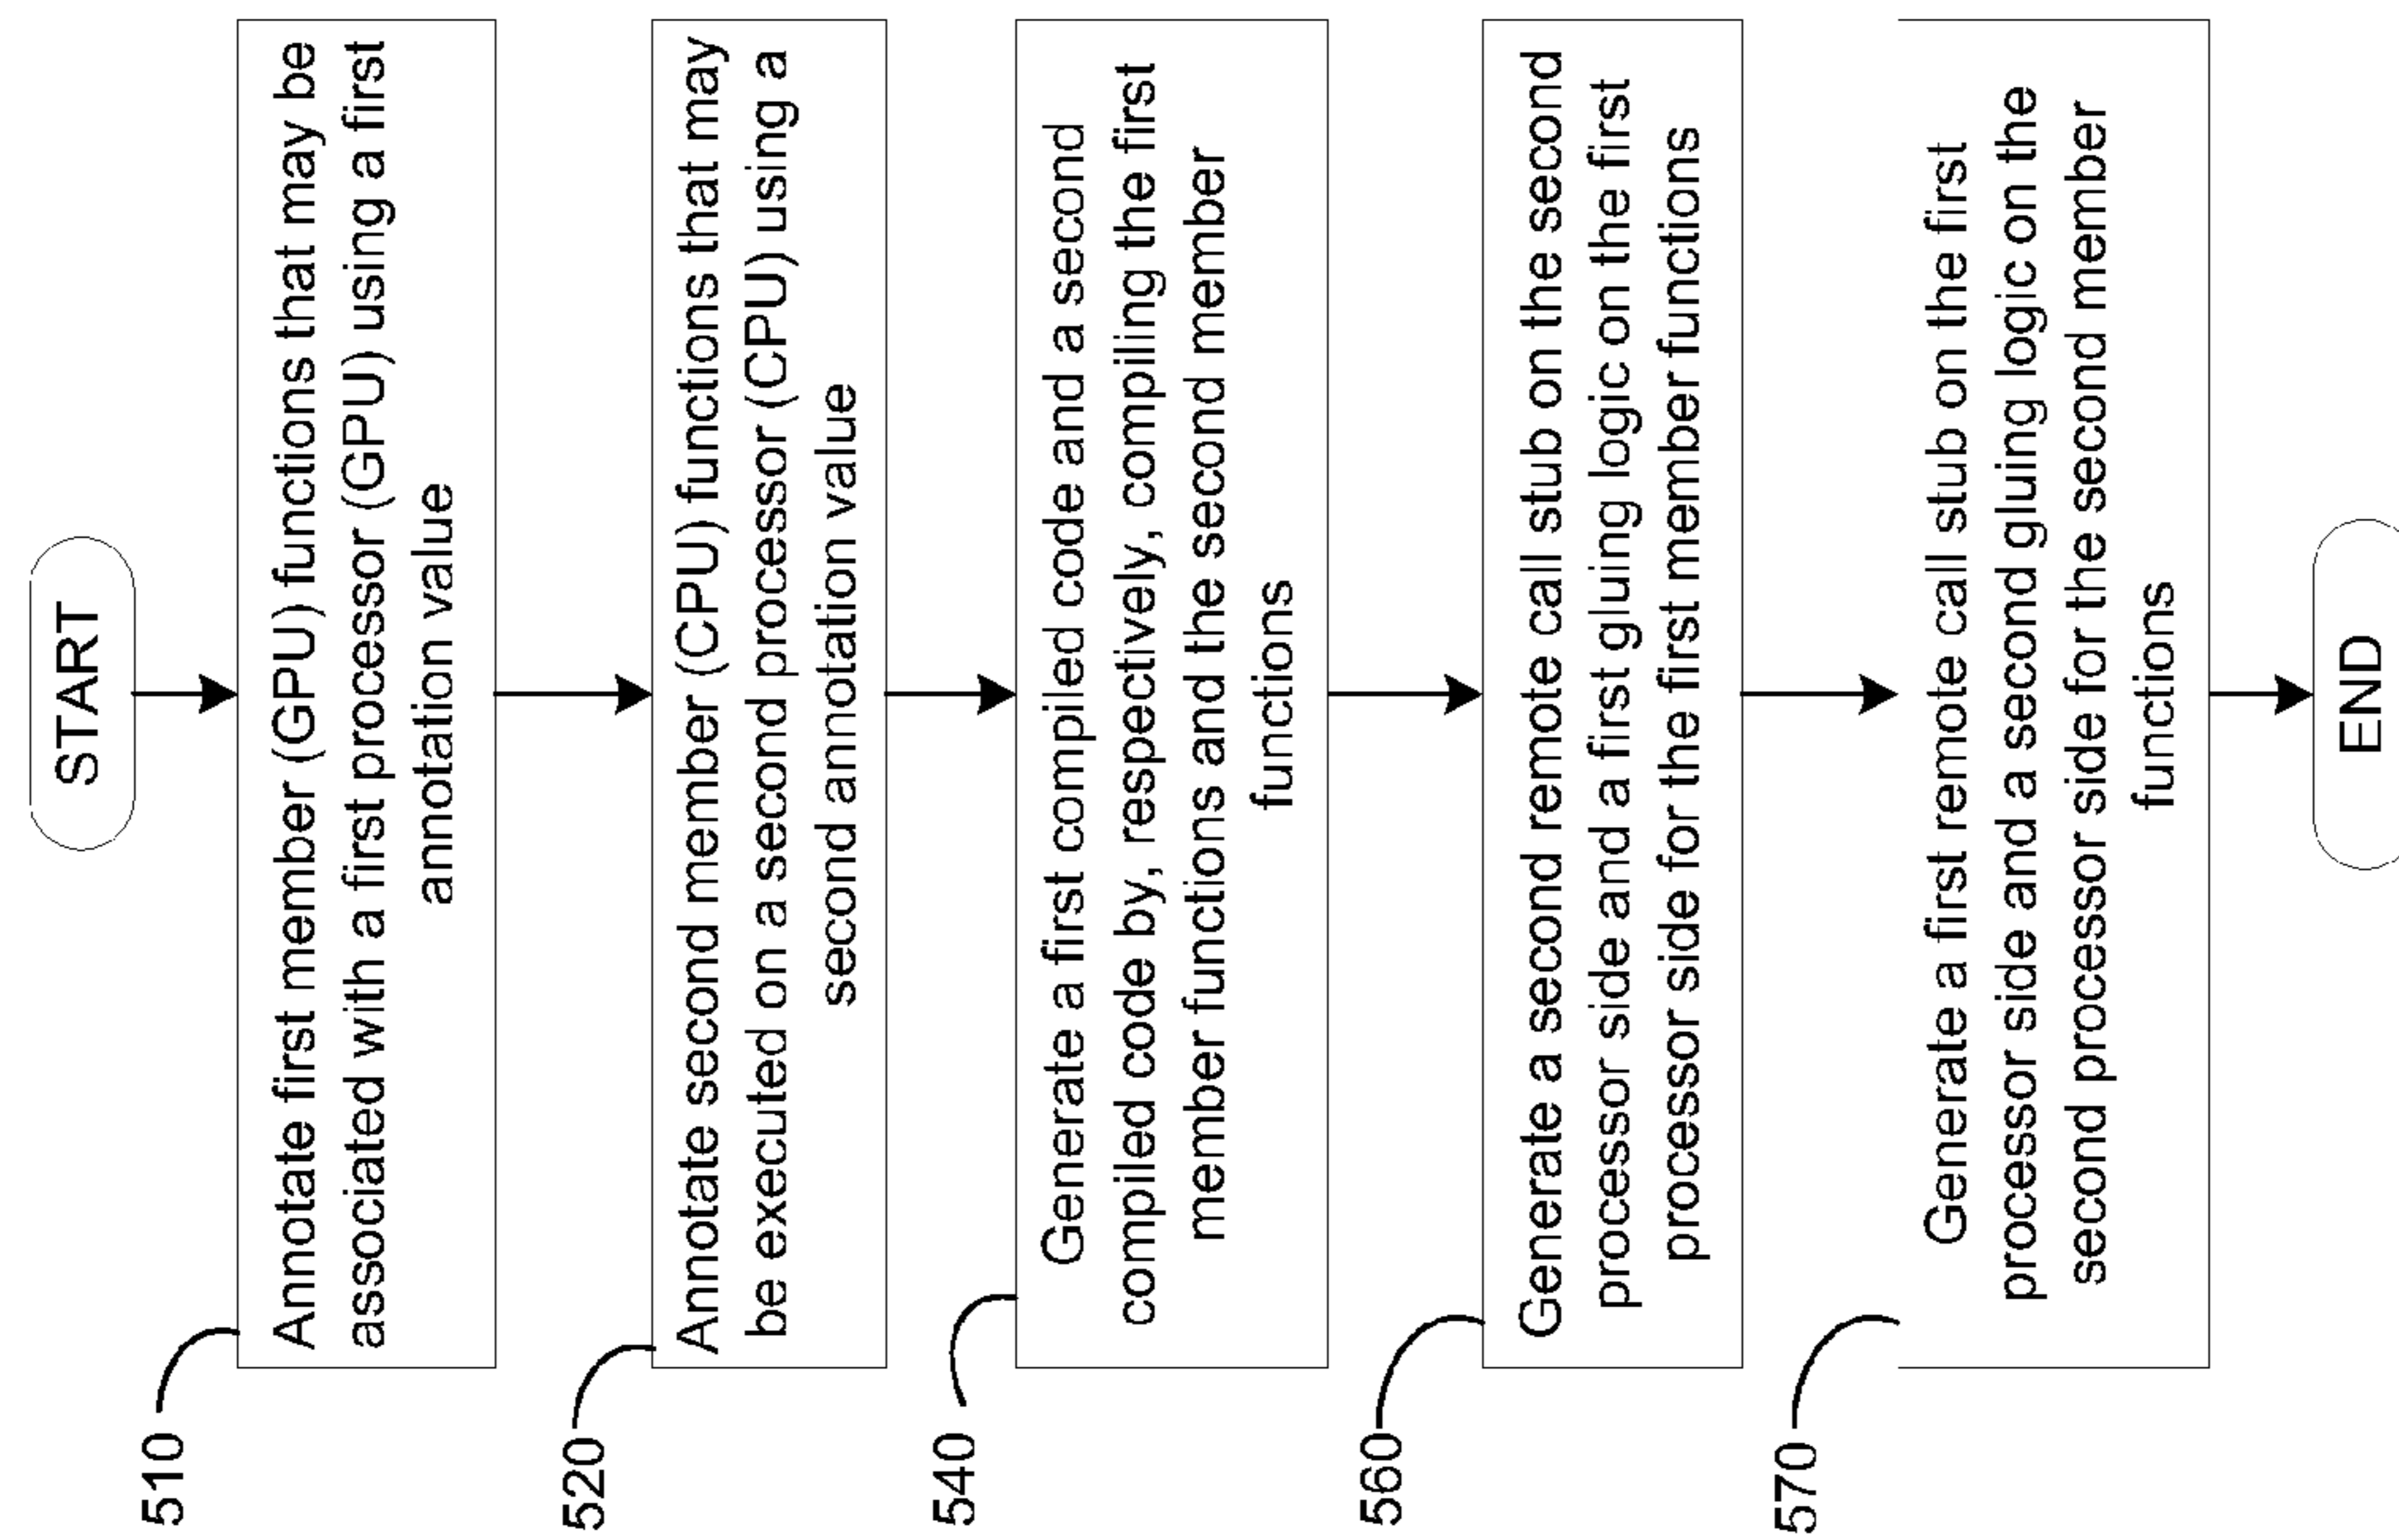 START
510
Annotate first member (GPU) functions that may be
associated with a first processor (GPU) using a first
annotation value
520
Annotate second member (CPU) functions that may
be executed on a second processor (CPU) using a
second annotation value
540
Generate a first compiled code and a second
compiled code by, respectively, compiling the first
member functions and the second member
functions
560
Generate a second remote call stub on the second
processor side and a first gluing logic on the first
processor side for the first member functions
570
Generate a first remote call stub on the first
processor side and a second gluing logic on the
second processor side for the second member
functions
END